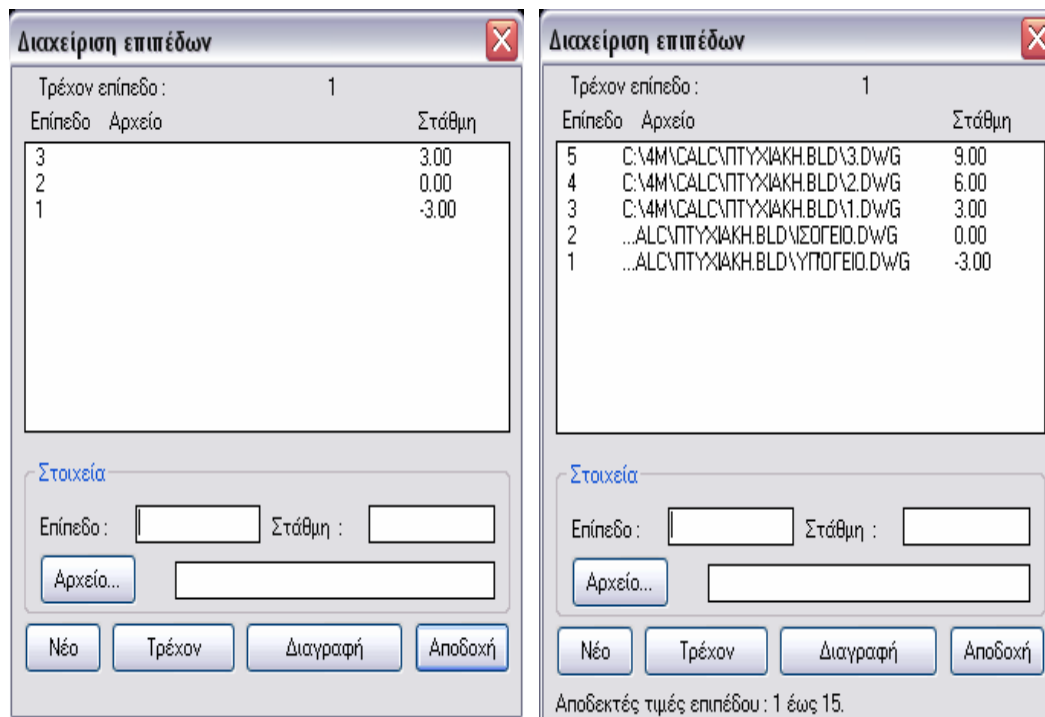 Διαχείριση επιπέδων
Τρέχον επίπεδο : 1
Επίπεδο Αρχείο Στάθμη
3 3.00
2 0.00
1 -3.00
Στοιχεία
Επίπεδο : Στάθμη :
Αρχείο...
Νέο Τρέχον Διαγραφή Αποδοχή
Διαχείριση επιπέδων
Τρέχον επίπεδο : 1
Επίπεδο Αρχείο Στάθμη
5 C:\4M\CALC\ΠΤΥΧΙΑΚΗ.BLD\3.DWG 9.00
4 C:\4M\CALC\ΠΤΥΧΙΑΚΗ.BLD\2.DWG 6.00
3 C:\4M\CALC\ΠΤΥΧΙΑΚΗ.BLD\1.DWG 3.00
2 ...ALC\ΠΤΥΧΙΑΚΗ.BLD\ΙΣΟΓΕΙΟ.DWG 0.00
1 ...ALC\ΠΤΥΧΙΑΚΗ.BLD\ΥΠΟΓΕΙΟ.DWG -3.00
Στοιχεία
Επίπεδο : Στάθμη :
Αρχείο...
Νέο Τρέχον Διαγραφή Αποδοχή
Αποδεκτές τιμές επιπέδου : 1 έως 15.